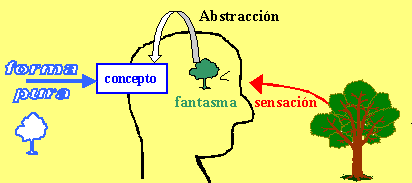 Abstracción
forma
pura
concepto
fantasma
sensación